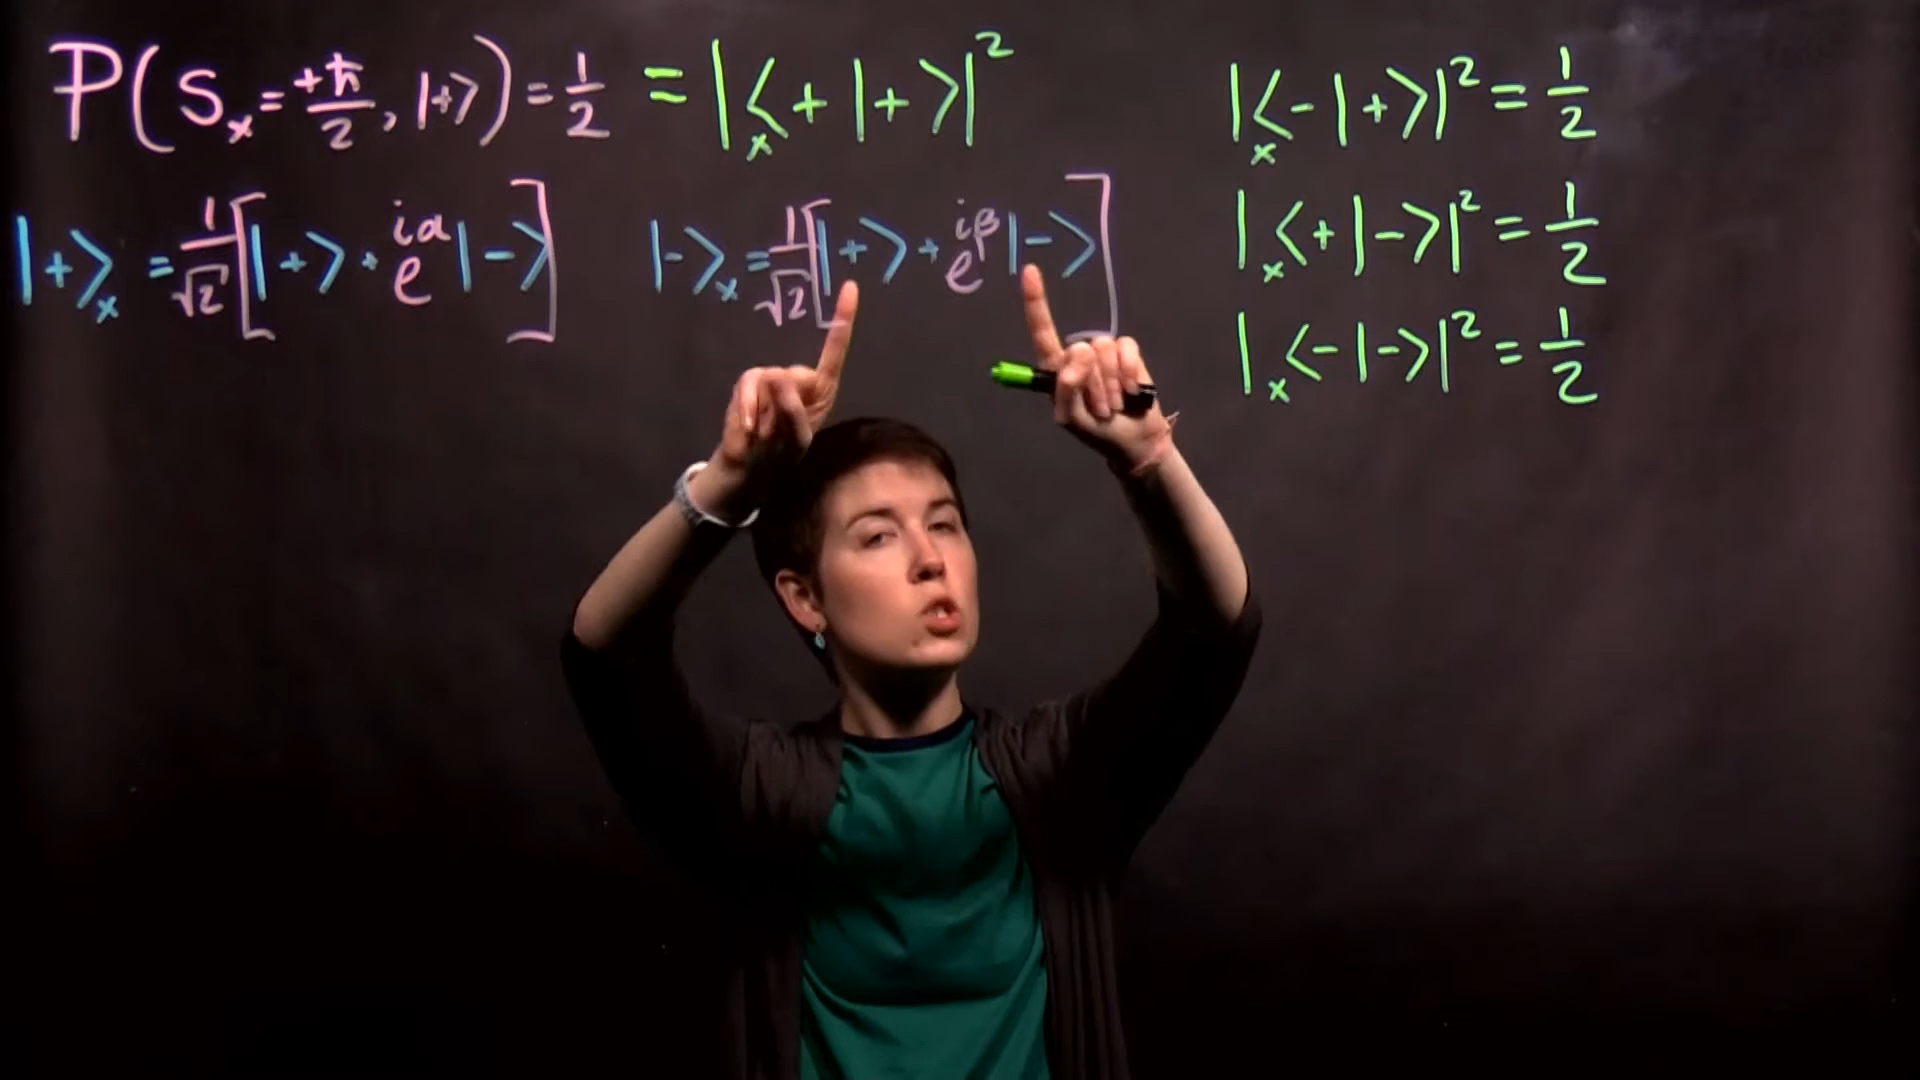 P(Sₓ = +ħ/2, |+⟩) = 1/2 = |ₓ⟨+|+⟩|²
|ₓ⟨-|+⟩|² = 1/2
|+⟩ₓ = 1/√2 [|+⟩ + e^{iα} |-⟩]
|-⟩ₓ = 1/√2 [|+⟩ + e^{iβ} |-⟩]
|ₓ⟨+|-⟩|² = 1/2
|ₓ⟨-|-⟩|² = 1/2